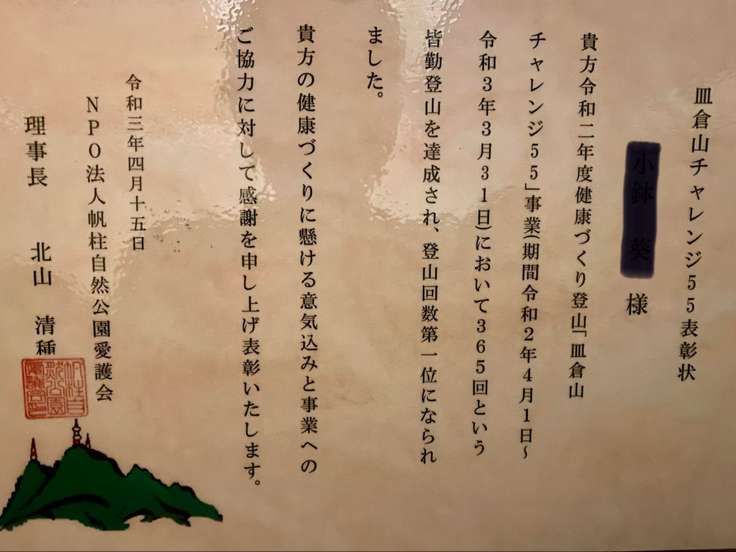 皿倉山チャレンジ55表彰状
様
貴方令和二年度健康づくり登山「皿倉山
チャレンジ55」事業(期間令和2年4月1日~
令和3年3月31日)において365回という
皆勤登山を達成され、登山回数第一位になられ
ました。
貴方の健康づくりに懸ける意気込みと事業への
ご協力に対して感謝を申し上げ表彰いたします。
令和三年四月十五日
NPO法人帆柱自然公園愛護会
理事長 北山 清